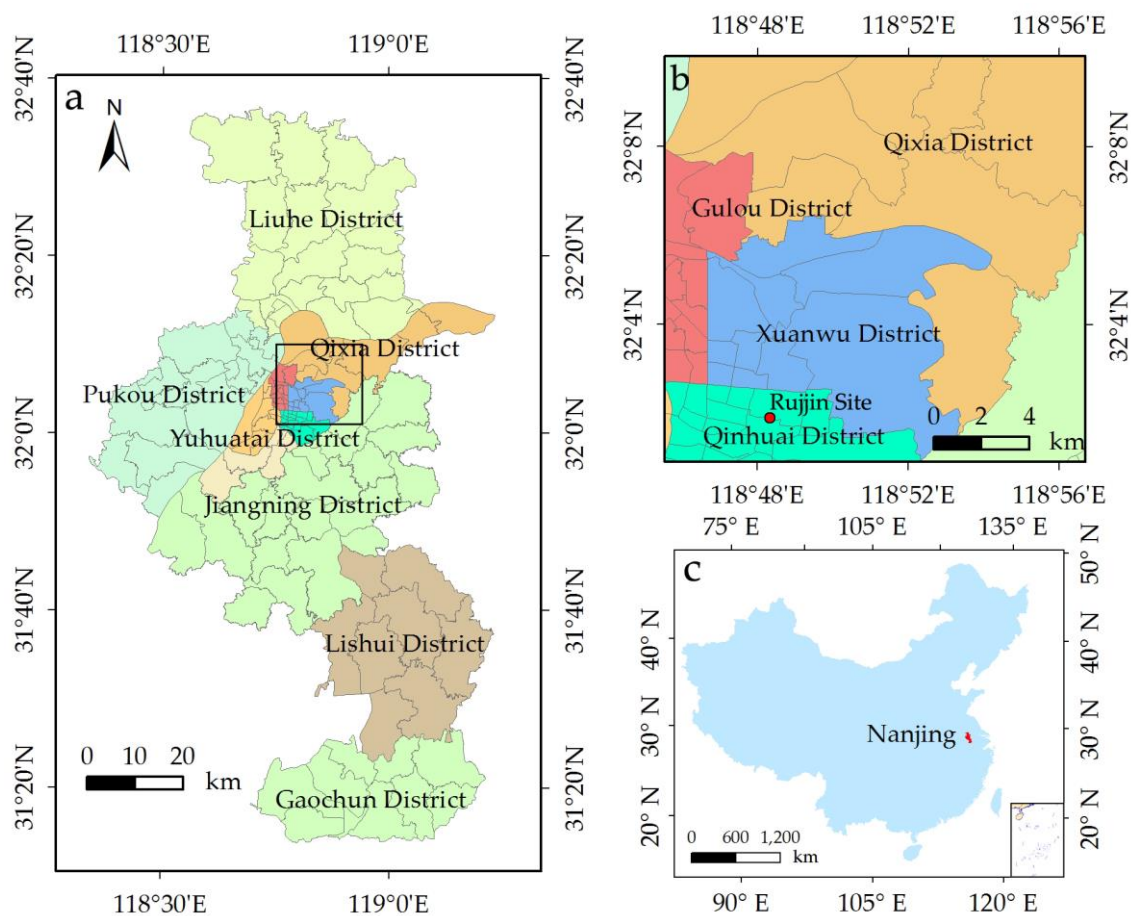 118°30'E
119°0'E
32°40'N
32°20'N
32°0'N
31°40'N
31°20'N
a
N
Liuhe District
Qixia District
Pukou District
Yuhuatai District
Jiangning District
Lishui District
Gaochun District
0 10 20
km
32°40'N
32°20'N
32°0'N
31°40'N
31°20'N
118°30'E
119°0'E
118°48'E
118°52'E
118°56'E
32°8'N
32°4'N
b
Qixia District
Gulou District
Xuanwu District
Rujjin Site
Qinhuai District
0 2 4
km
32°8'N
32°4'N
118°48'E
118°52'E
118°56'E
75° E
105° E
135° E
40° N
30° N
20° N
c
Nanjing
0 600 1,200
km
50° N
40° N
30° N
20° N
90° E
105° E
120° E